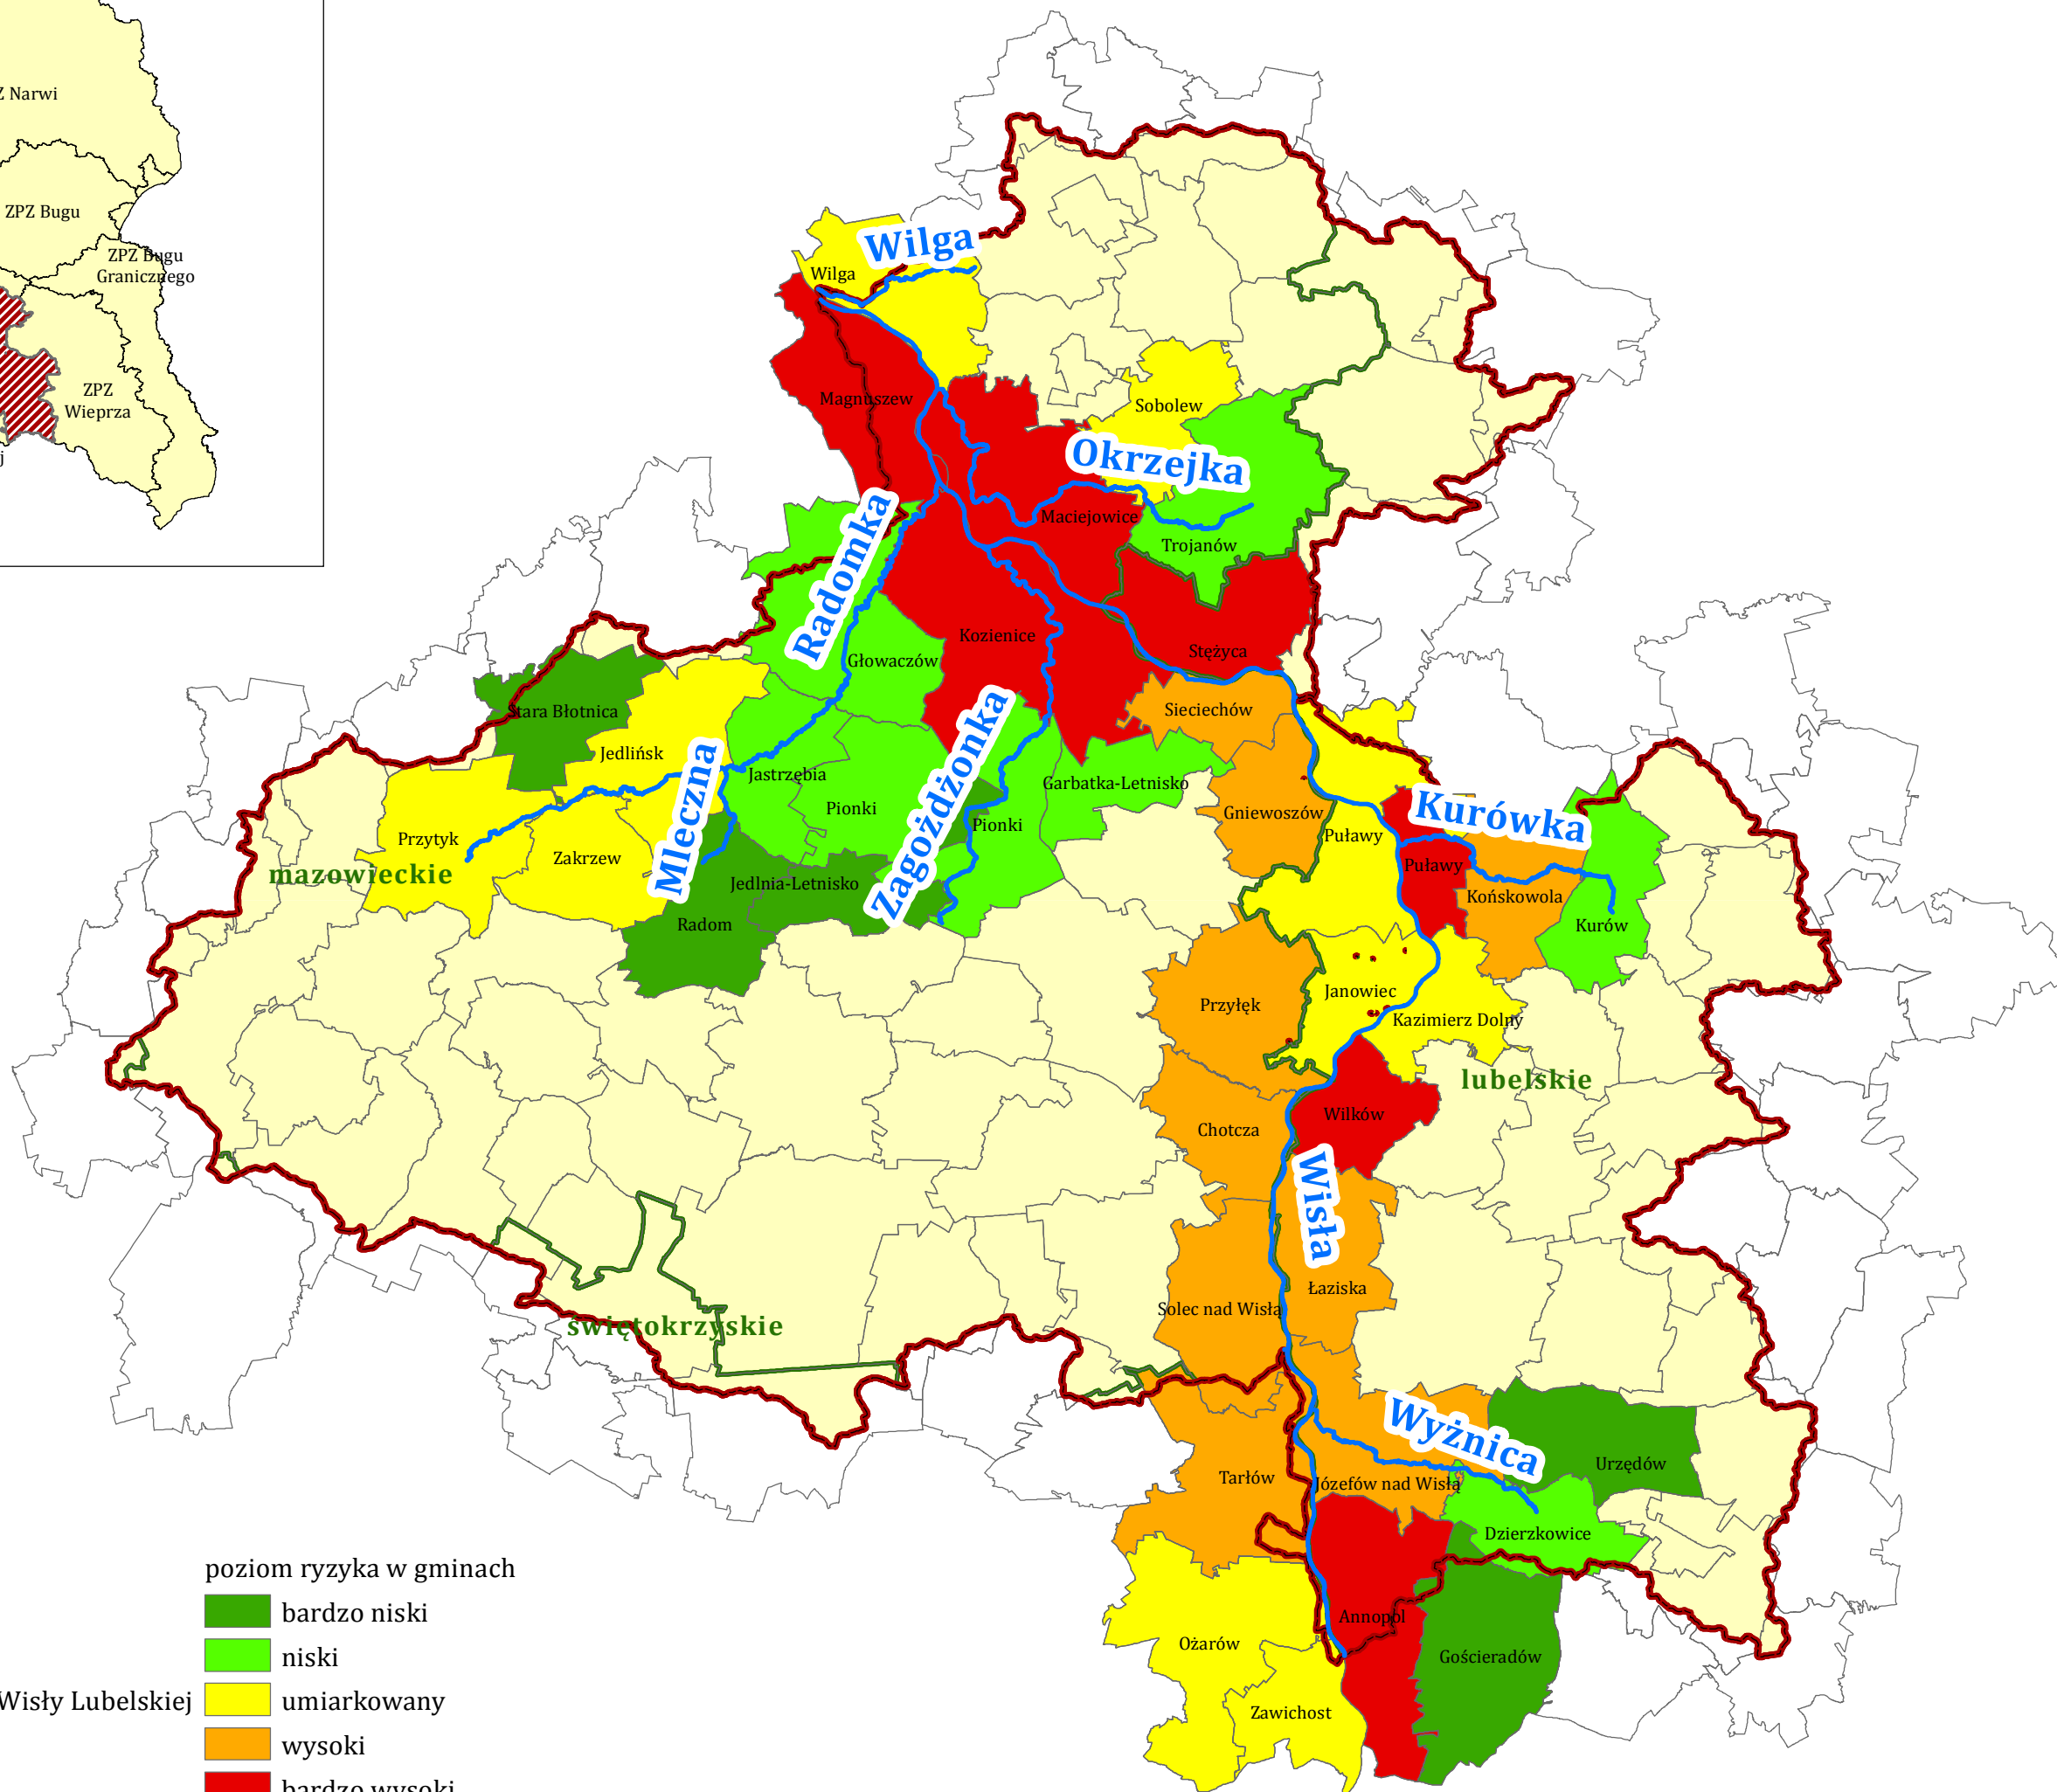 Z Narwi
ZPZ Bugu
ZPZ Bugu
Granicznego
ZPZ
Wieprza
j
Wilga
Wilga
Magnuszew
Sobolew
Okrzejka
Maciejowice
Trojanów
Radomka
Kozienice
Głowaczów
Stężyca
Sieciechów
Stara Błotnica
Jedlińsk
Mleczna
Jastrzębia
Zagożdżonka
Garbatka-Letnisko
Pionki
Pionki
Gniewoszów
Kurówka
Puławy
Puławy
Przytyk
Zakrzew
mazowieckie
Jedlnia-Letnisko
Radom
Końskowola
Kurów
Przyłęk
Janowiec
Kazimierz Dolny
lubelskie
Chotcza
Wilków
Wisła
Łaziska
Solec nad Wisłą
świętokrzyskie
Wyżnica
Tarłów
Józefów nad Wisłą
Urzędów
Dzierzkowice
Annopol
Ożarów
Gościeradów
Zawichost
poziom ryzyka w gminach
bardzo niski
niski
Wisły Lubelskiej
umiarkowany
wysoki
bardzo wysoki